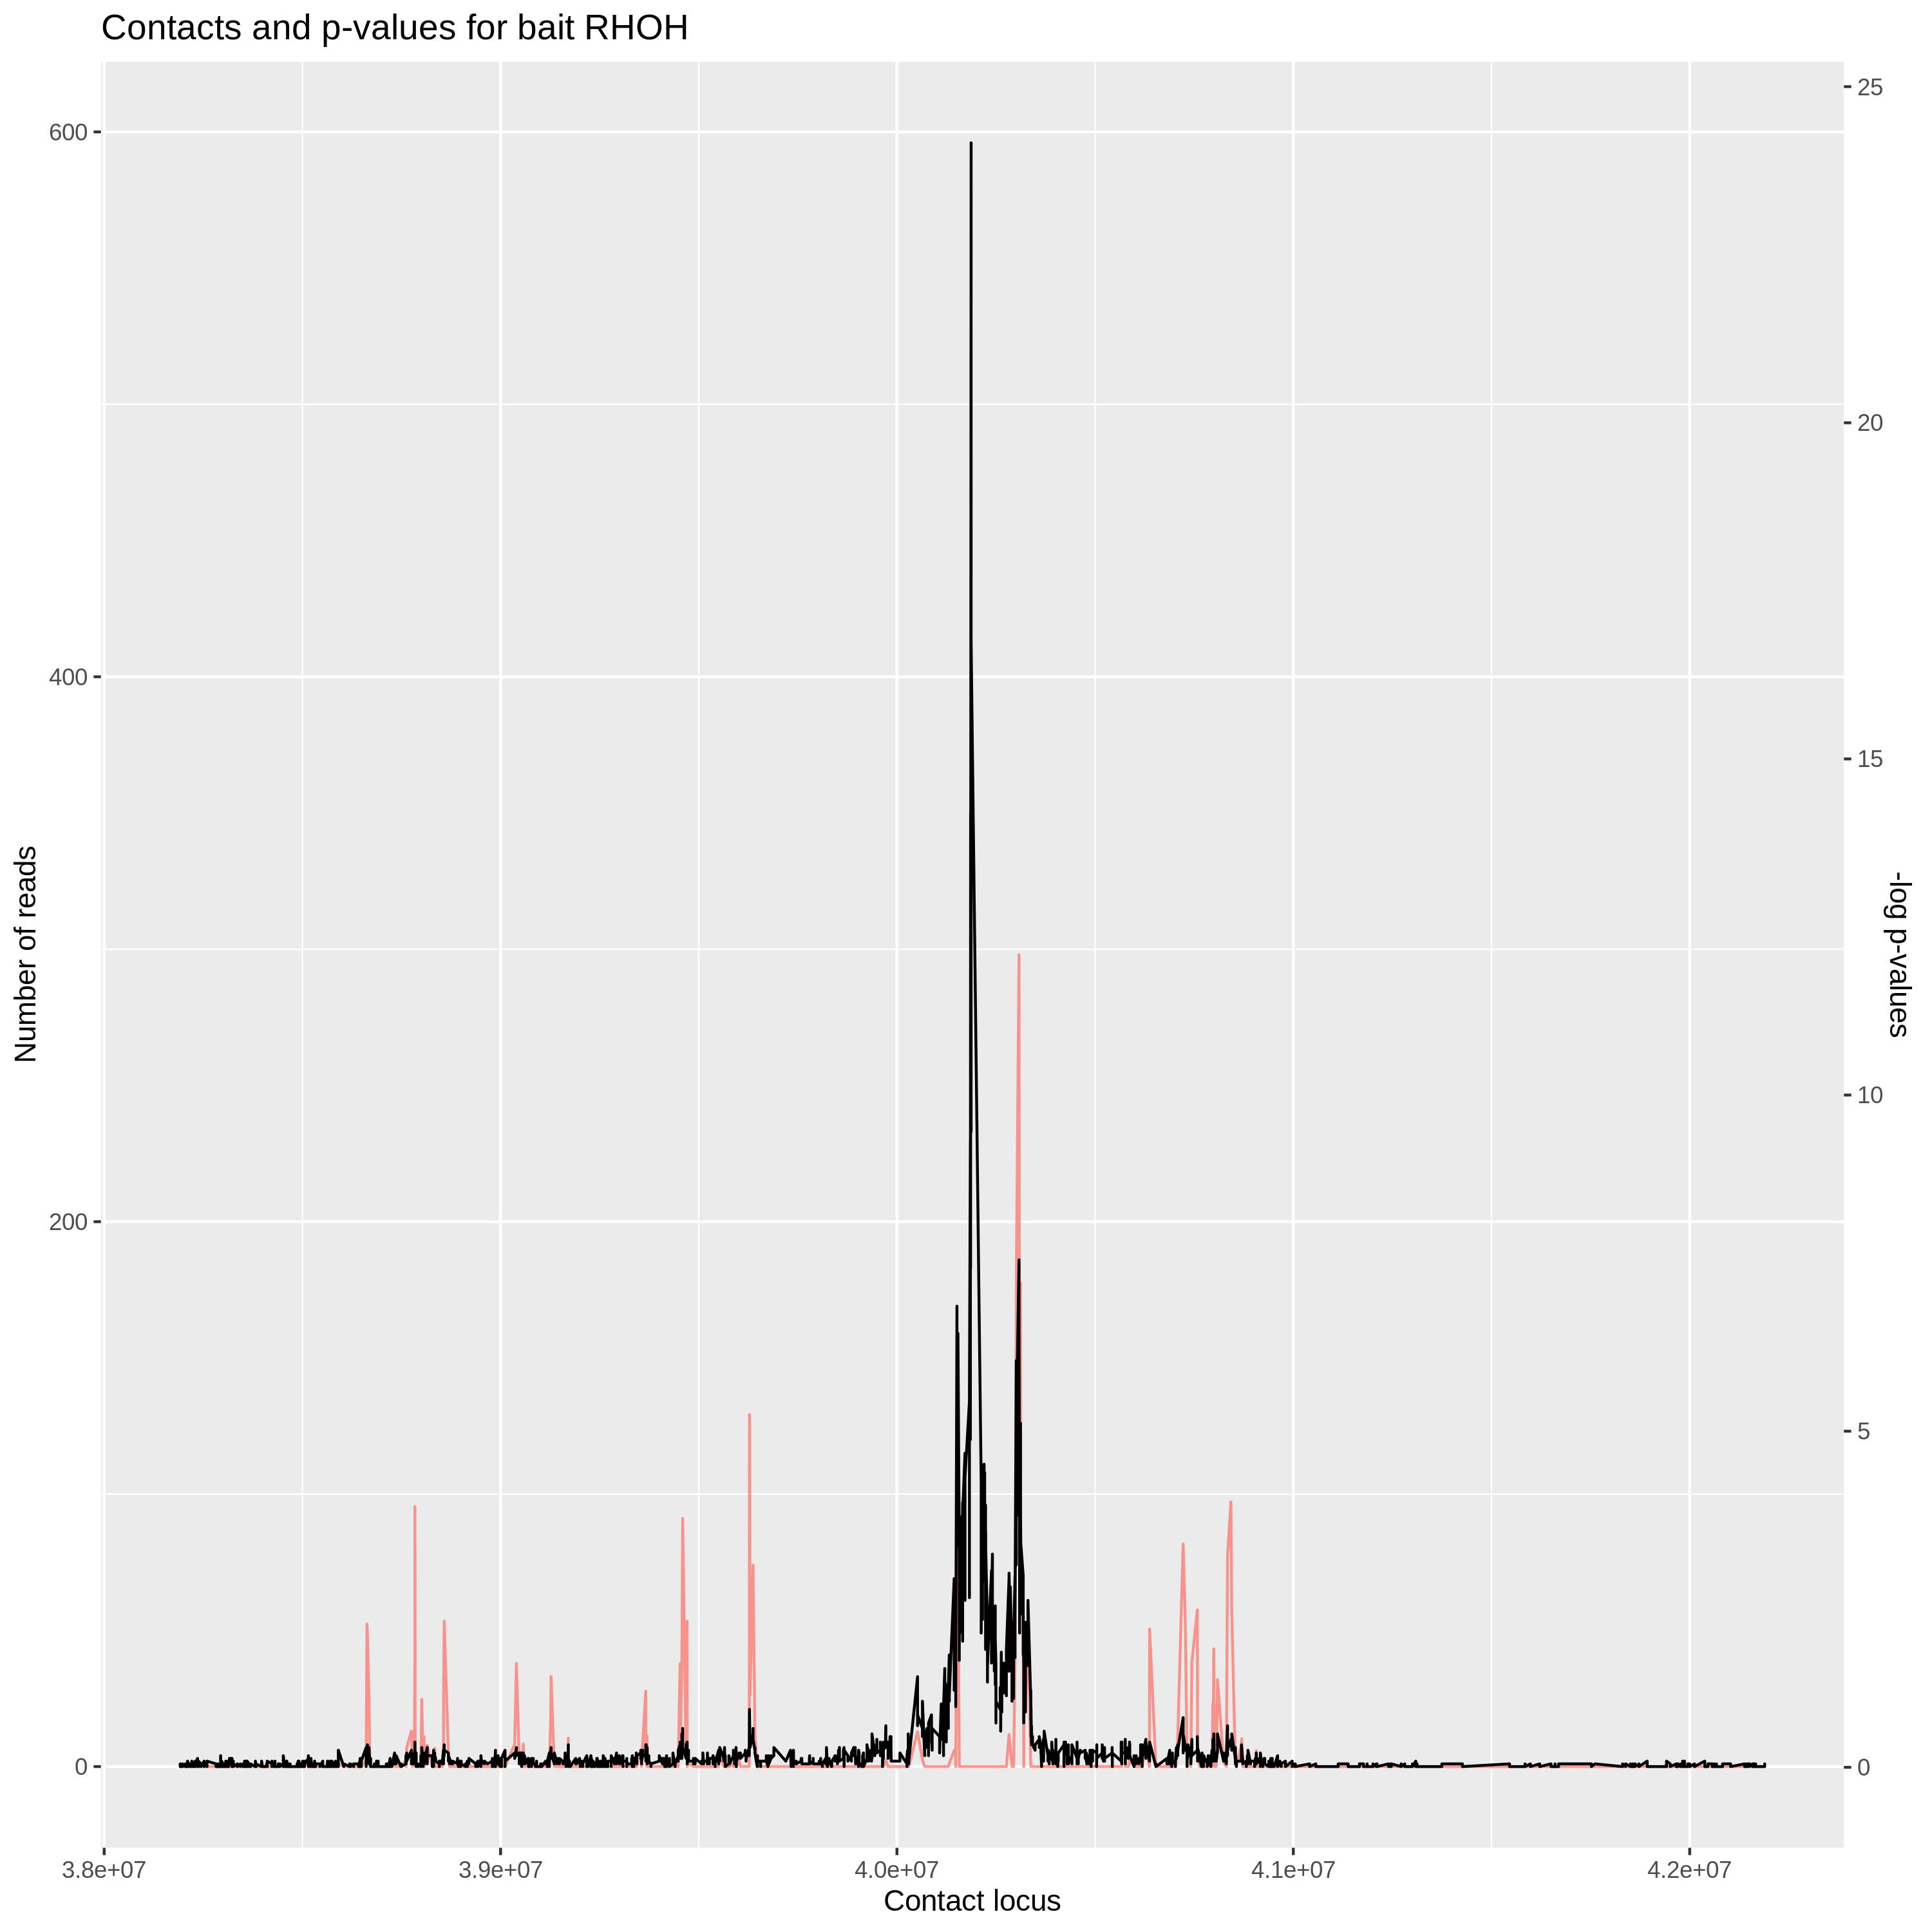 Contacts and p-values for bait RHOH
600
400
200
0
Number of reads
25
20
15
10
5
0
-log p-values
3.8e+07
3.9e+07
4.0e+07
4.1e+07
4.2e+07
Contact locus